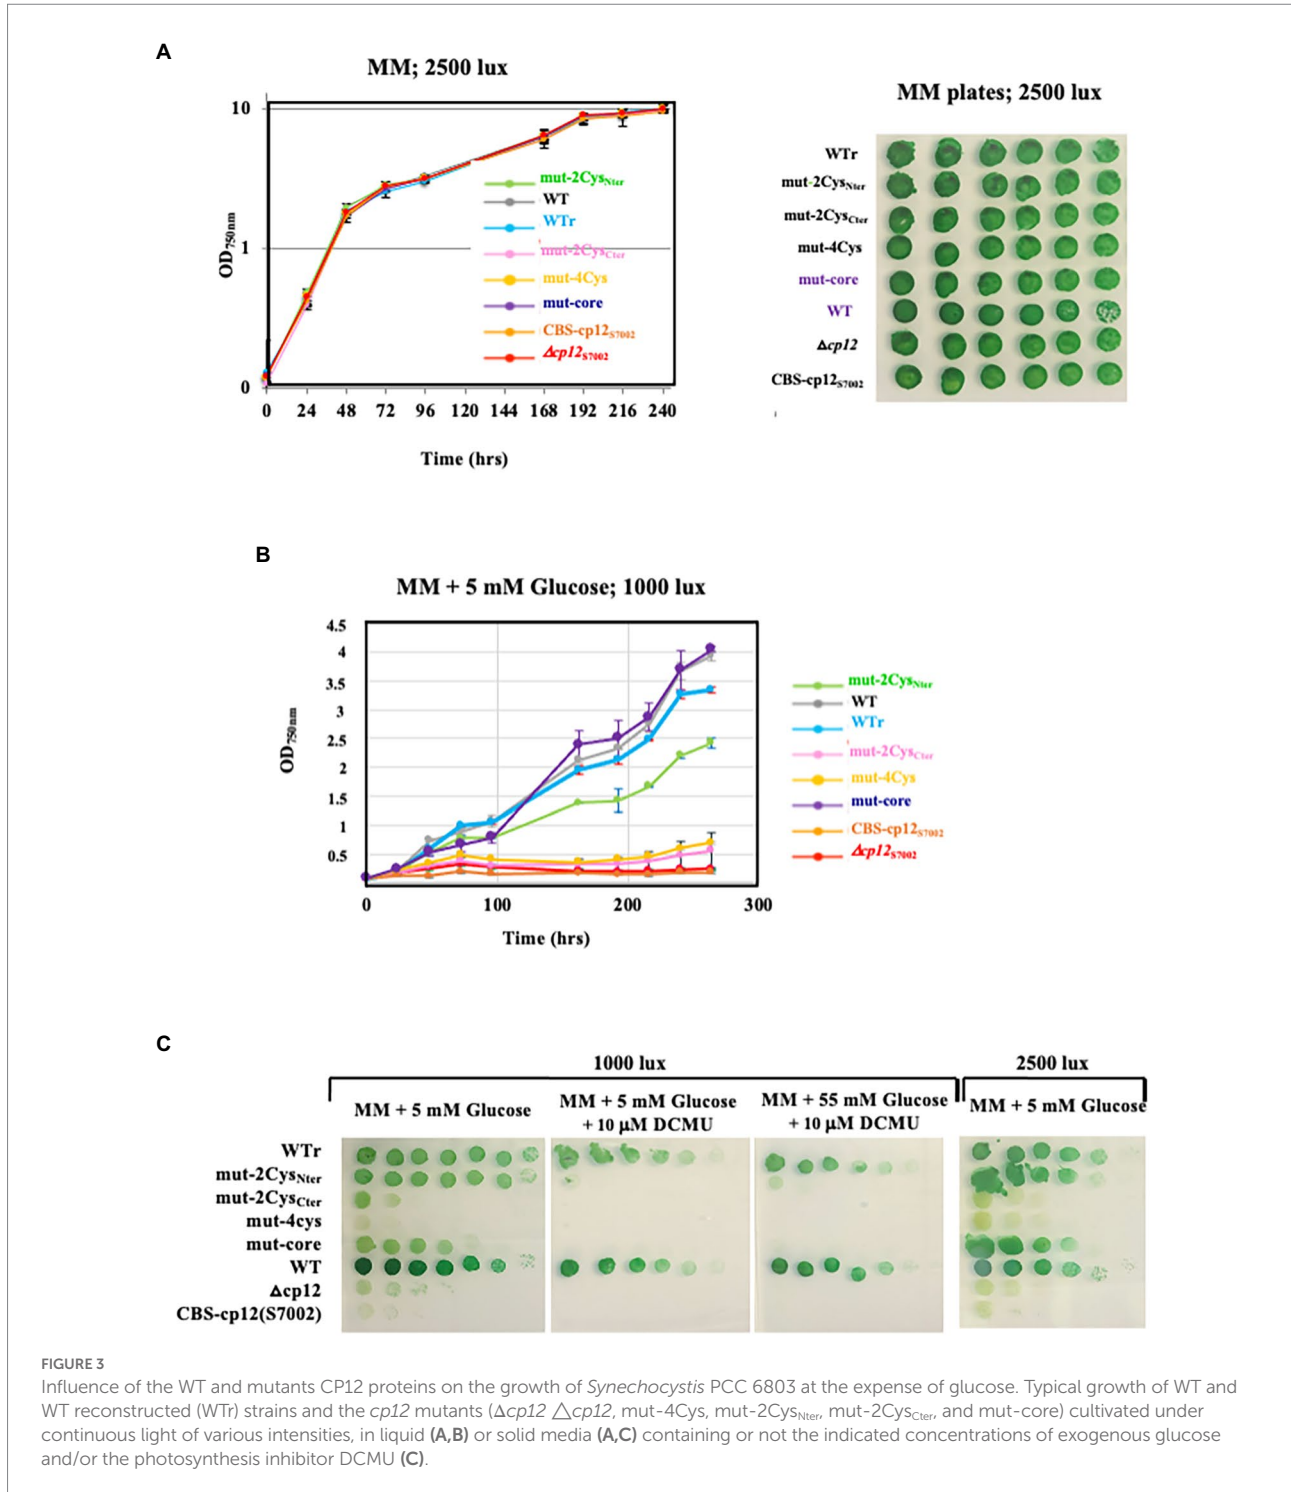 A
MM; 2500 lux
10
1
0
OD750nm
0 24 48 72 96 120 144 168 192 216 240
Time (hrs)
mut-2CysNter
WT
WTr
mut-2CysCter
mut-4Cys
mut-core
CBS-cp12S7002
Δcp12S7002
MM plates; 2500 lux
WTr
mut-2CysNter
mut-2CysCter
mut-4Cys
mut-core
WT
Δcp12
CBS-cp12S7002
B
MM + 5 mM Glucose; 1000 lux
4.5
4
3.5
3
2.5
2
1.5
1
0.5
OD750nm
0 100 200 300
Time (hrs)
mut-2CysNter
WT
WTr
mut-2CysCter
mut-4Cys
mut-core
CBS-cp12S7002
Δcp12S7002
C
1000 lux
2500 lux
MM + 5 mM Glucose
MM + 5 mM Glucose
+ 10 µM DCMU
MM + 55 mM Glucose
+ 10 µM DCMU
MM + 5 mM Glucose
WTr
mut-2CysNter
mut-2CysCter
mut-4cys
mut-core
WT
Δcp12
CBS-cp12(S7002)
FIGURE 3
Influence of the WT and mutants CP12 proteins on the growth of Synechocystis PCC 6803 at the expense of glucose. Typical growth of WT and
WT reconstructed (WTr) strains and the cp12 mutants (Δcp12 △cp12, mut-4Cys, mut-2CysNter, mut-2CysCter, and mut-core) cultivated under
continuous light of various intensities, in liquid (A,B) or solid media (A,C) containing or not the indicated concentrations of exogenous glucose
and/or the photosynthesis inhibitor DCMU (C).